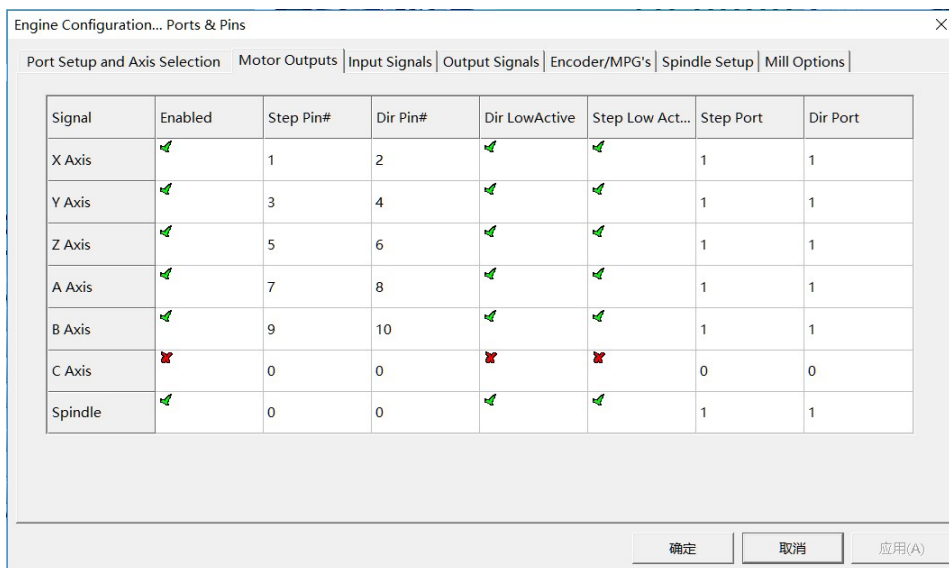 Engine Configuration... Ports & Pins
Port Setup and Axis Selection Motor Outputs Input Signals Output Signals Encoder/MPG's Spindle Setup Mill Options
Signal Enabled Step Pin# Dir Pin# Dir LowActive Step Low Act... Step Port Dir Port
X Axis 1 2 1 1
Y Axis 3 4 1 1
Z Axis 5 6 1 1
A Axis 7 8 1 1
B Axis 9 10 1 1
C Axis 0 0 0 0
Spindle 0 0 1 1
确定 取消 应用(A)